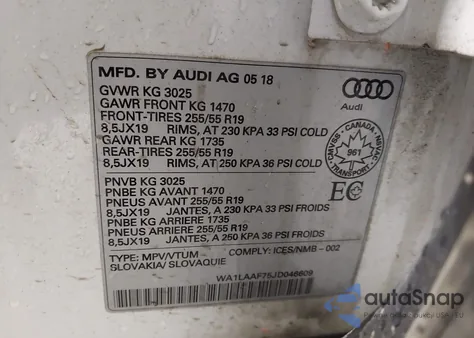 MFD. BY AUDI AG 05 18
GVWR KG 3025
GAWR FRONT KG 1470
FRONT-TIRES 255/55 R19
8,5JX19 RIMS, AT 230 KPA 33 PSI COLD
GAWR REAR KG 1735
REAR-TIRES 255/55 R19
8,5JX19 RIMS, AT 250 KPA 36 PSI COLD
PNVB KG 3025
PNBE KG AVANT 1470
PNEUS AVANT 255/55 R19
8,5JX19 JANTES, A 230 KPA 33 PSI FROIDS
PNBE KG ARRIERE 1735
PNEUS ARRIERE 255/55 R19
8,5JX19 JANTES, A 250 KPA 36 PSI FROIDS
TYPE: MPV/VTUM COMPLY: ICES/NMB-002
SLOVAKIA/ SLOVAQUIE
WA1LAAF75JD046609
Audi
CANADA
CMVSS NSVAC
961
TRANSPORT
EC
autoSnap